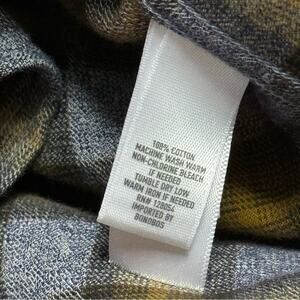 100% COTTON
MACHINE WASH WARM
NON-CHLORINE BLEACH
IF NEEDED
TUMBLE DRY LOW
WARM IRON IF NEEDED
RN# 128054
IMPORTED BY
BONOBOS